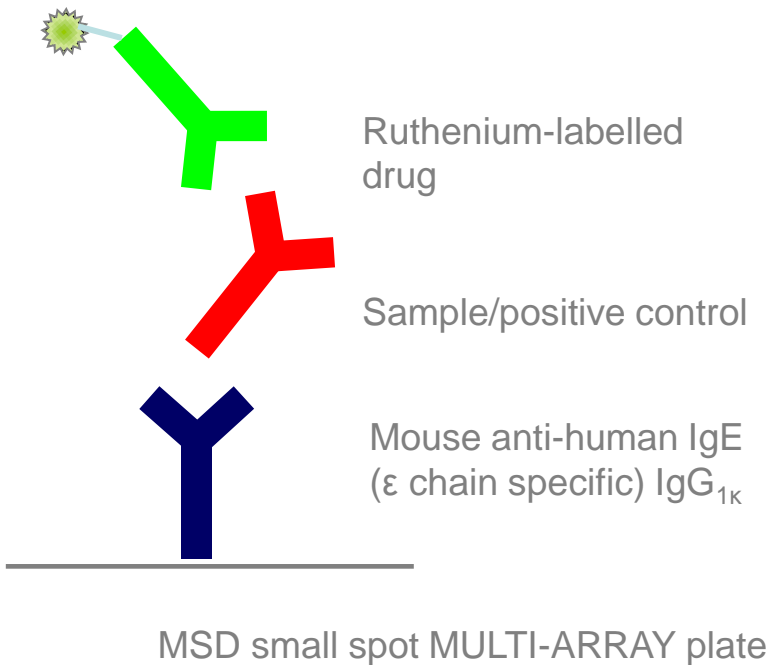 Ruthenium-labelled
drug
Sample/positive control
Mouse anti-human IgE
(ε chain specific) IgG1κ
MSD small spot MULTI-ARRAY plate